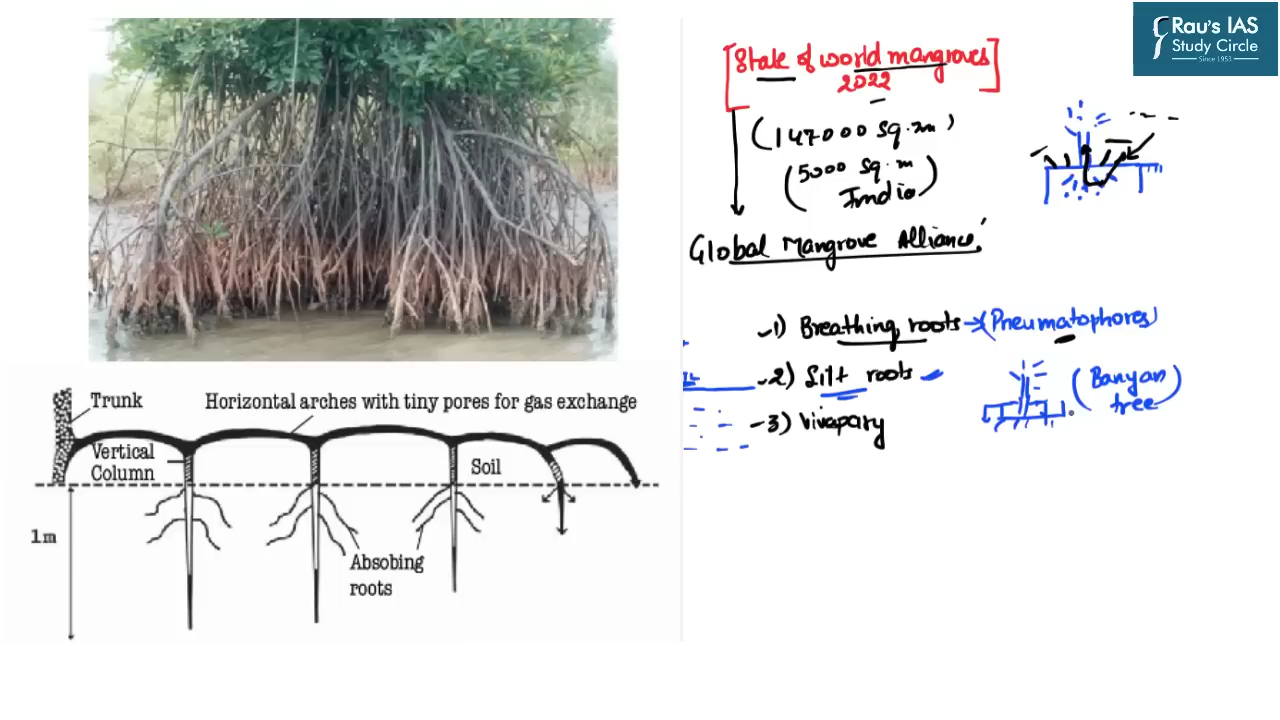 Rau's IAS
Study Circle
Since 1953
[State of world mangroves]
2022
(147000 sq.m)
(5000 sq.m
India)
Global Mangrove Alliance
1) Breathing roots → (Pneumatophores)
2) Silt roots
(Banyan
tree)
3) Vivapary
Trunk
Horizontal arches with tiny pores for gas exchange
Vertical
Column
Soil
1m
Absobing
roots